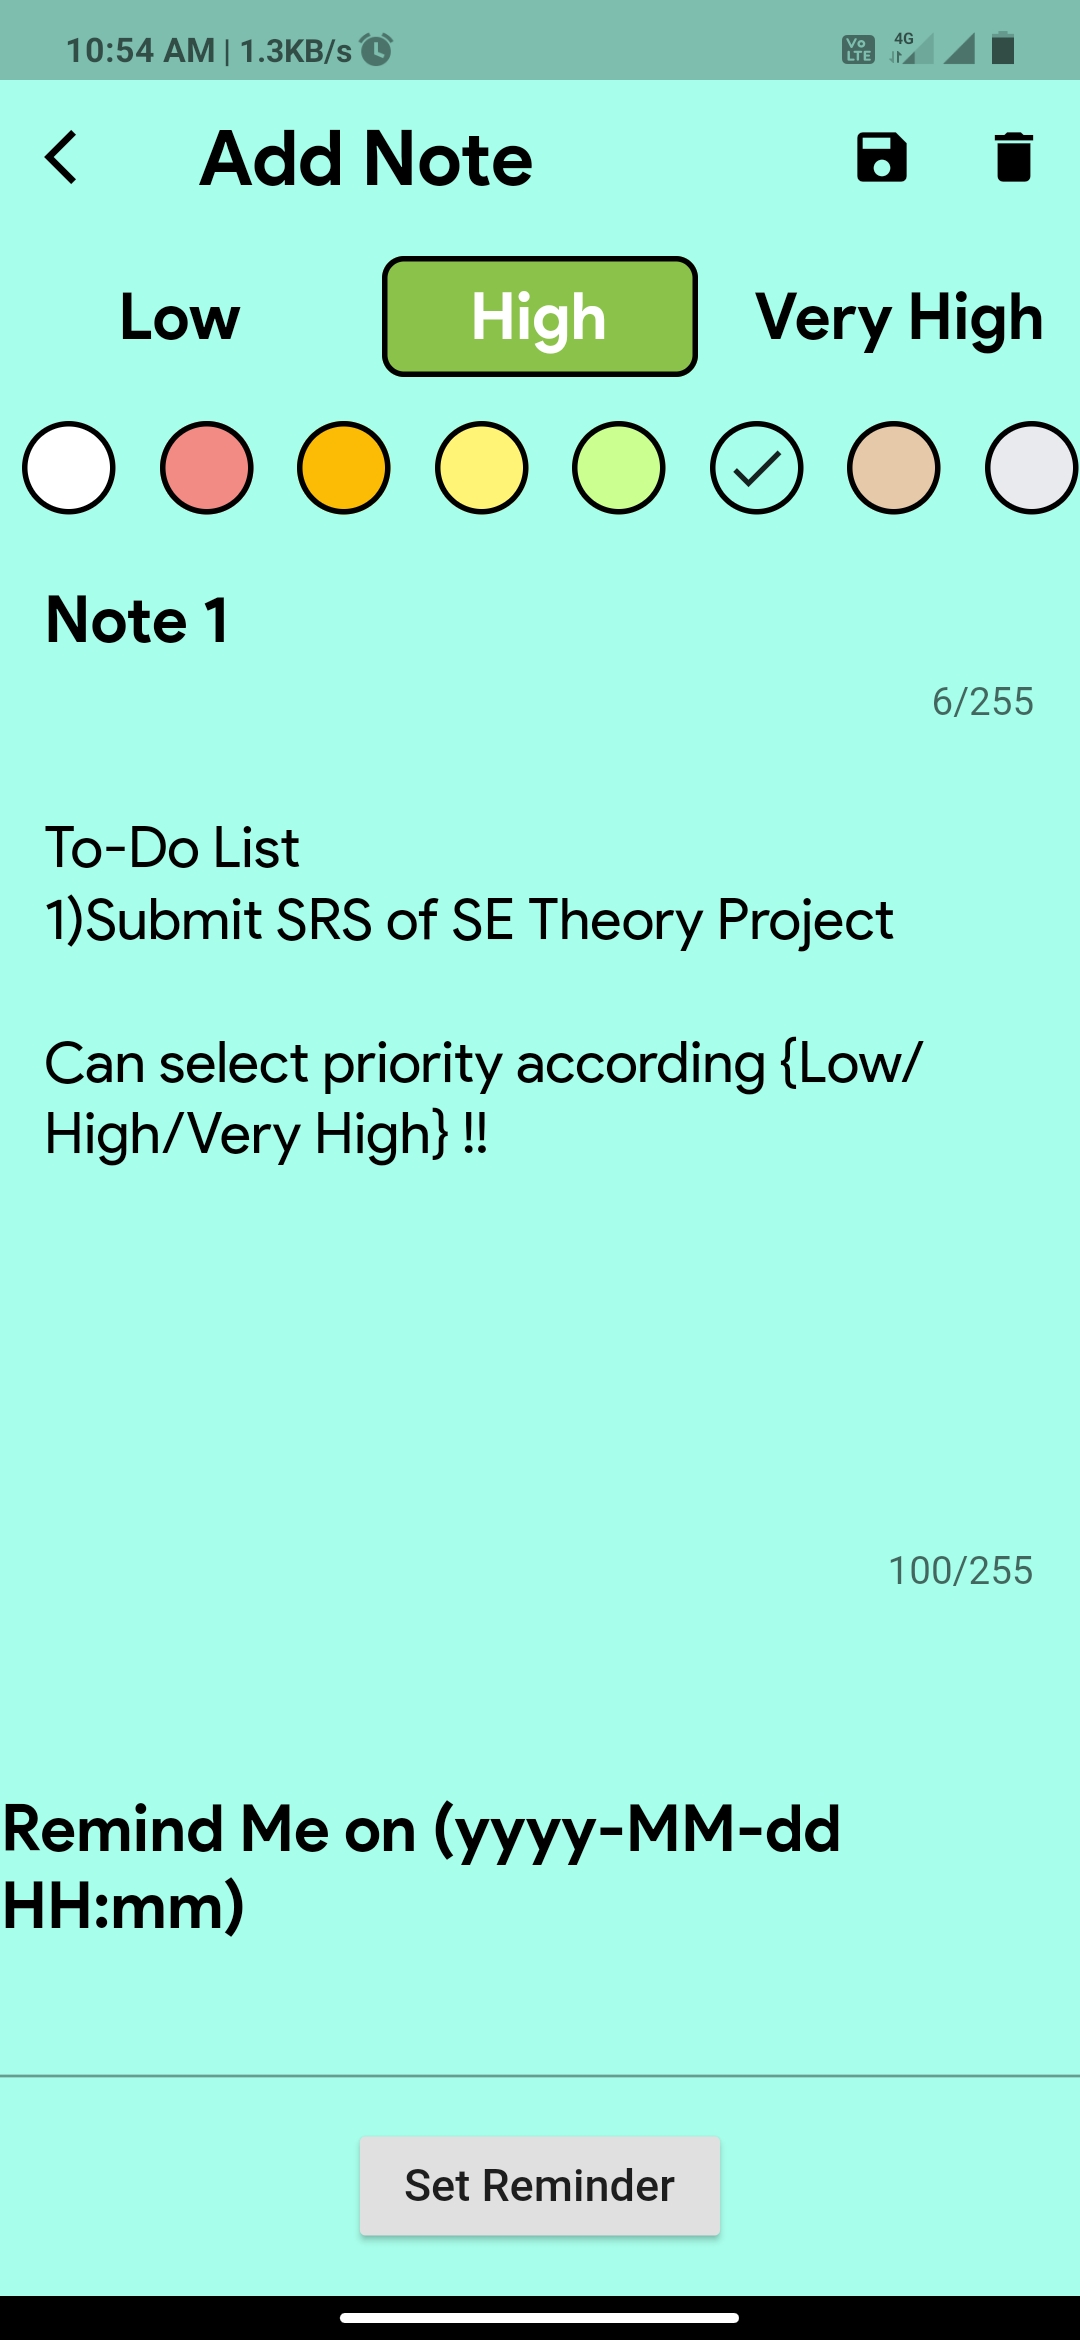 10:54 AM | 1.3KB/s
Vo LTE 4G
Add Note
Low High Very High
Note 1
6/255
To-Do List
1)Submit SRS of SE Theory Project
Can select priority according {Low/
High/Very High} !!
100/255
Remind Me on (yyyy-MM-dd
HH:mm)
Set Reminder